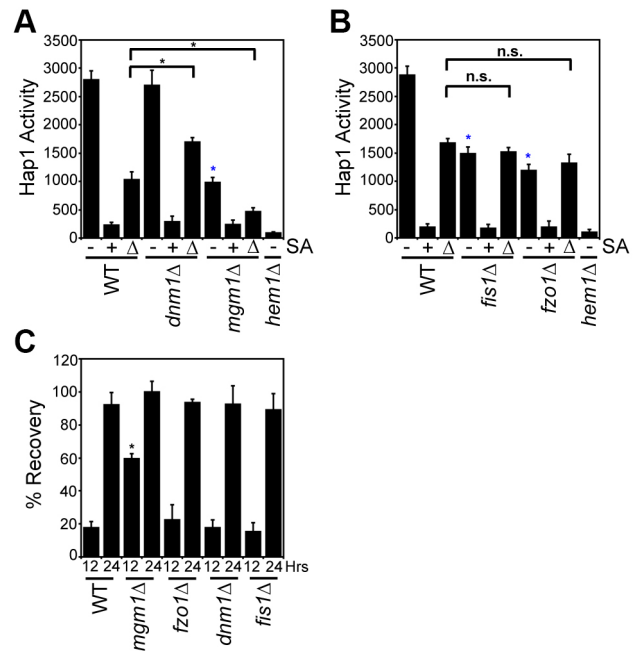 A
Hap1 Activity
3500
3000
2500
2000
1500
1000
500
0
*
*
*
- + Δ - + Δ - + Δ - SA
WT
dnm1Δ
mgm1Δ
hem1Δ
B
Hap1 Activity
3500
3000
2500
2000
1500
1000
500
0
n.s.
n.s.
*
*
- + Δ - + Δ - + Δ - SA
WT
fis1Δ
fzo1Δ
hem1Δ
C
% Recovery
120
100
80
60
40
20
0
*
12 24 12 24 12 24 12 24 12 24 Hrs
WT
mgm1Δ
fzo1Δ
dnm1Δ
fis1Δ